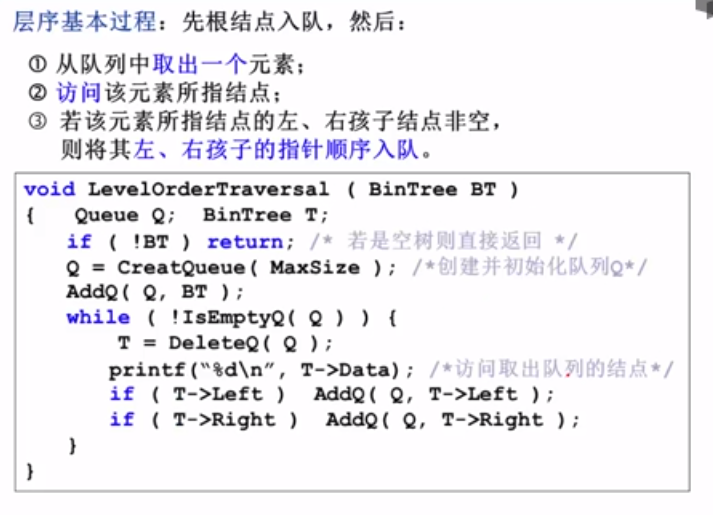 层序基本过程：先根结点入队，然后：
① 从队列中取出一个元素；
② 访问该元素所指结点；
③ 若该元素所指结点的左、右孩子结点非空，
则将其左、右孩子的指针顺序入队。
void LevelOrderTraversal ( BinTree BT )
{ Queue Q; BinTree T;
if ( !BT ) return; /* 若是空树则直接返回 */
Q = CreatQueue( MaxSize ); /*创建并初始化队列Q*/
AddQ( Q, BT );
while ( !IsEmptyQ( Q ) ) {
T = DeleteQ( Q );
printf(“%d\n”, T->Data); /*访问取出队列的结点*/
if ( T->Left ) AddQ( Q, T->Left );
if ( T->Right ) AddQ( Q, T->Right );
}
}